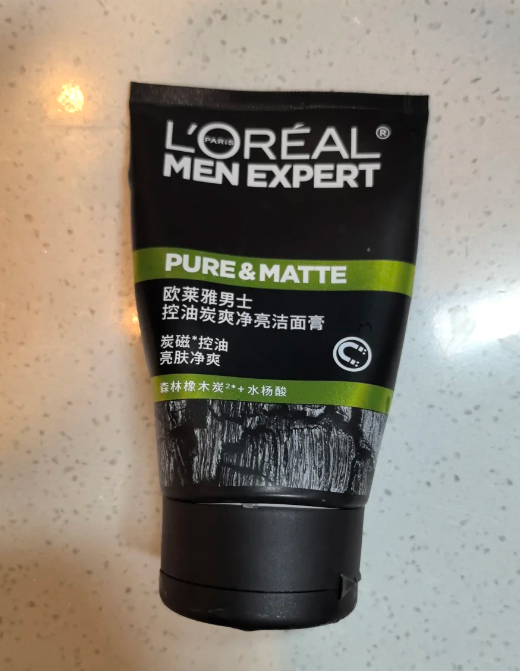 L'ORÉAL®
PARIS
MEN EXPERT
PURE & MATTE
欧莱雅男士
控油炭爽净亮洁面膏
炭磁*控油
亮肤净爽
森林橡木炭²*+水杨酸